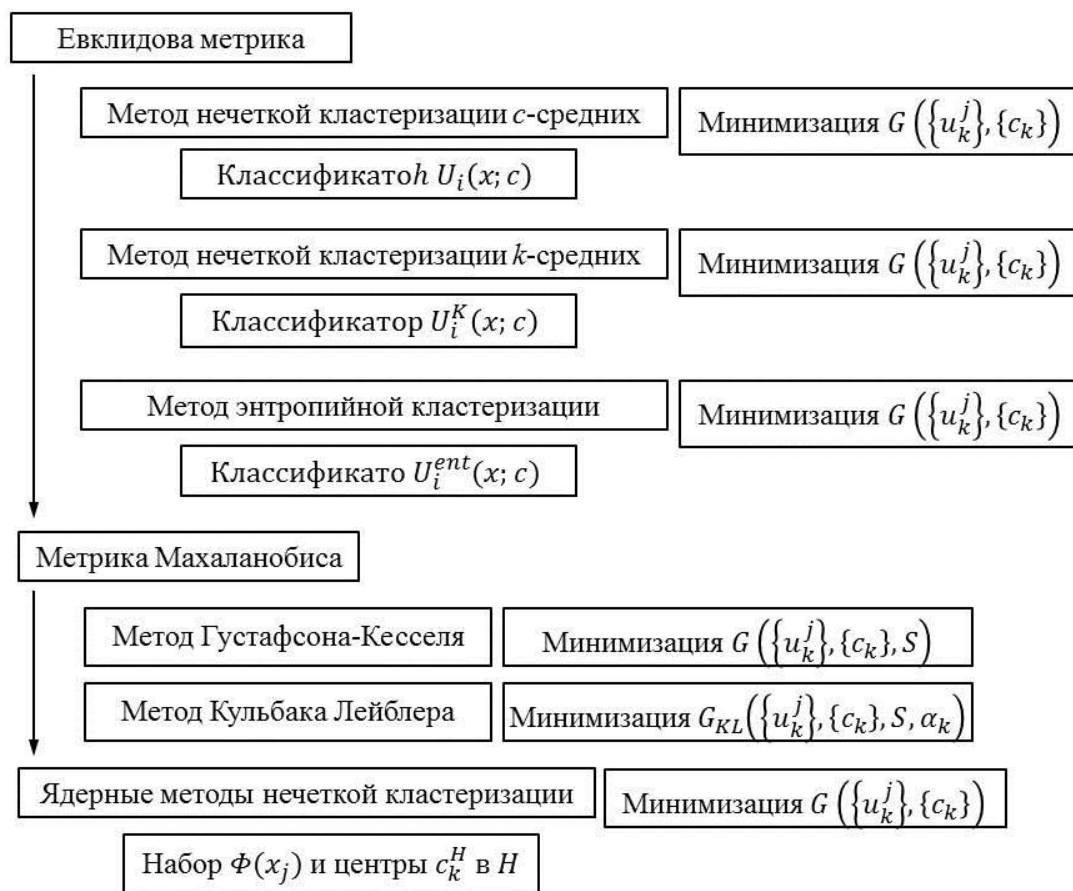 Евклидова метрика
Метод нечеткой кластеризации c-средних
Минимизация G ({u_k^j}, {c_k})
Классификатоh U_i(x; c)
Метод нечеткой кластеризации k-средних
Минимизация G ({u_k^j}, {c_k})
Классификатор U_i^K(x; c)
Метод энтропийной кластеризации
Минимизация G ({u_k^j}, {c_k})
Классификато U_i^{ent}(x; c)
Метрика Махаланобиса
Метод Густафсона-Кесселя
Минимизация G ({u_k^j}, {c_k}, S)
Метод Кульбака Лейблера
Минимизация G_{KL}({u_k^j}, {c_k}, S, α_k)
Ядерные методы нечеткой кластеризации
Минимизация G ({u_k^j}, {c_k})
Набор Φ(x_j) и центры c_k^H в H